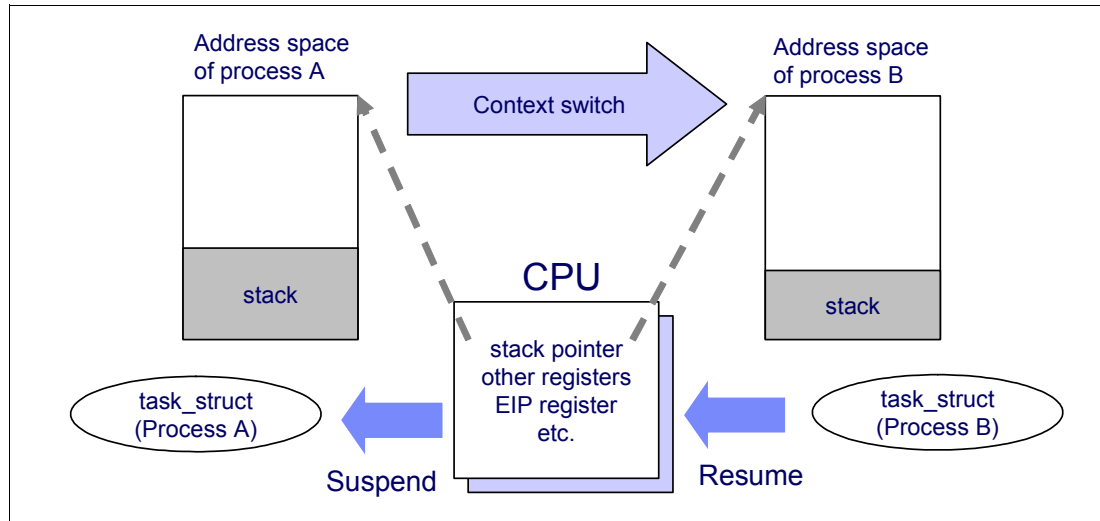 Address space
of process A
Context switch
Address space
of process B
stack
CPU
stack
stack pointer
other registers
EIP register
etc.
task_struct
(Process A)
task_struct
(Process B)
Suspend
Resume